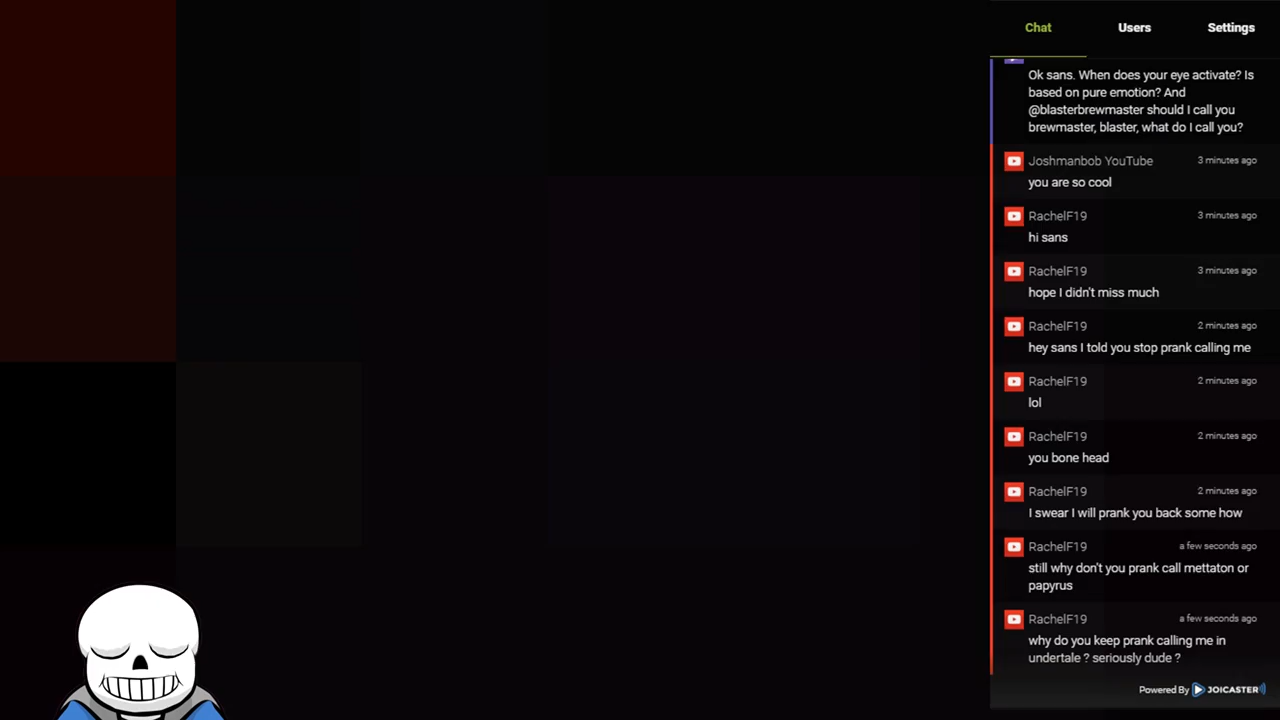 Chat Users Settings
Ok sans. When does your eye activate? Is
based on pure emotion? And
@blasterbrewmaster should I call you
brewmaster, blaster, what do I call you?
Joshmanbob YouTube 3 minutes ago
you are so cool
RachelF19 3 minutes ago
hi sans
RachelF19 3 minutes ago
hope I didn't miss much
RachelF19 2 minutes ago
hey sans I told you stop prank calling me
RachelF19 2 minutes ago
lol
RachelF19 2 minutes ago
you bone head
RachelF19 2 minutes ago
I swear I will prank you back some how
RachelF19 a few seconds ago
still why don't you prank call mettaton or
papyrus
RachelF19 a few seconds ago
why do you keep prank calling me in
undertale ? seriously dude ?
Powered By JOICASTER